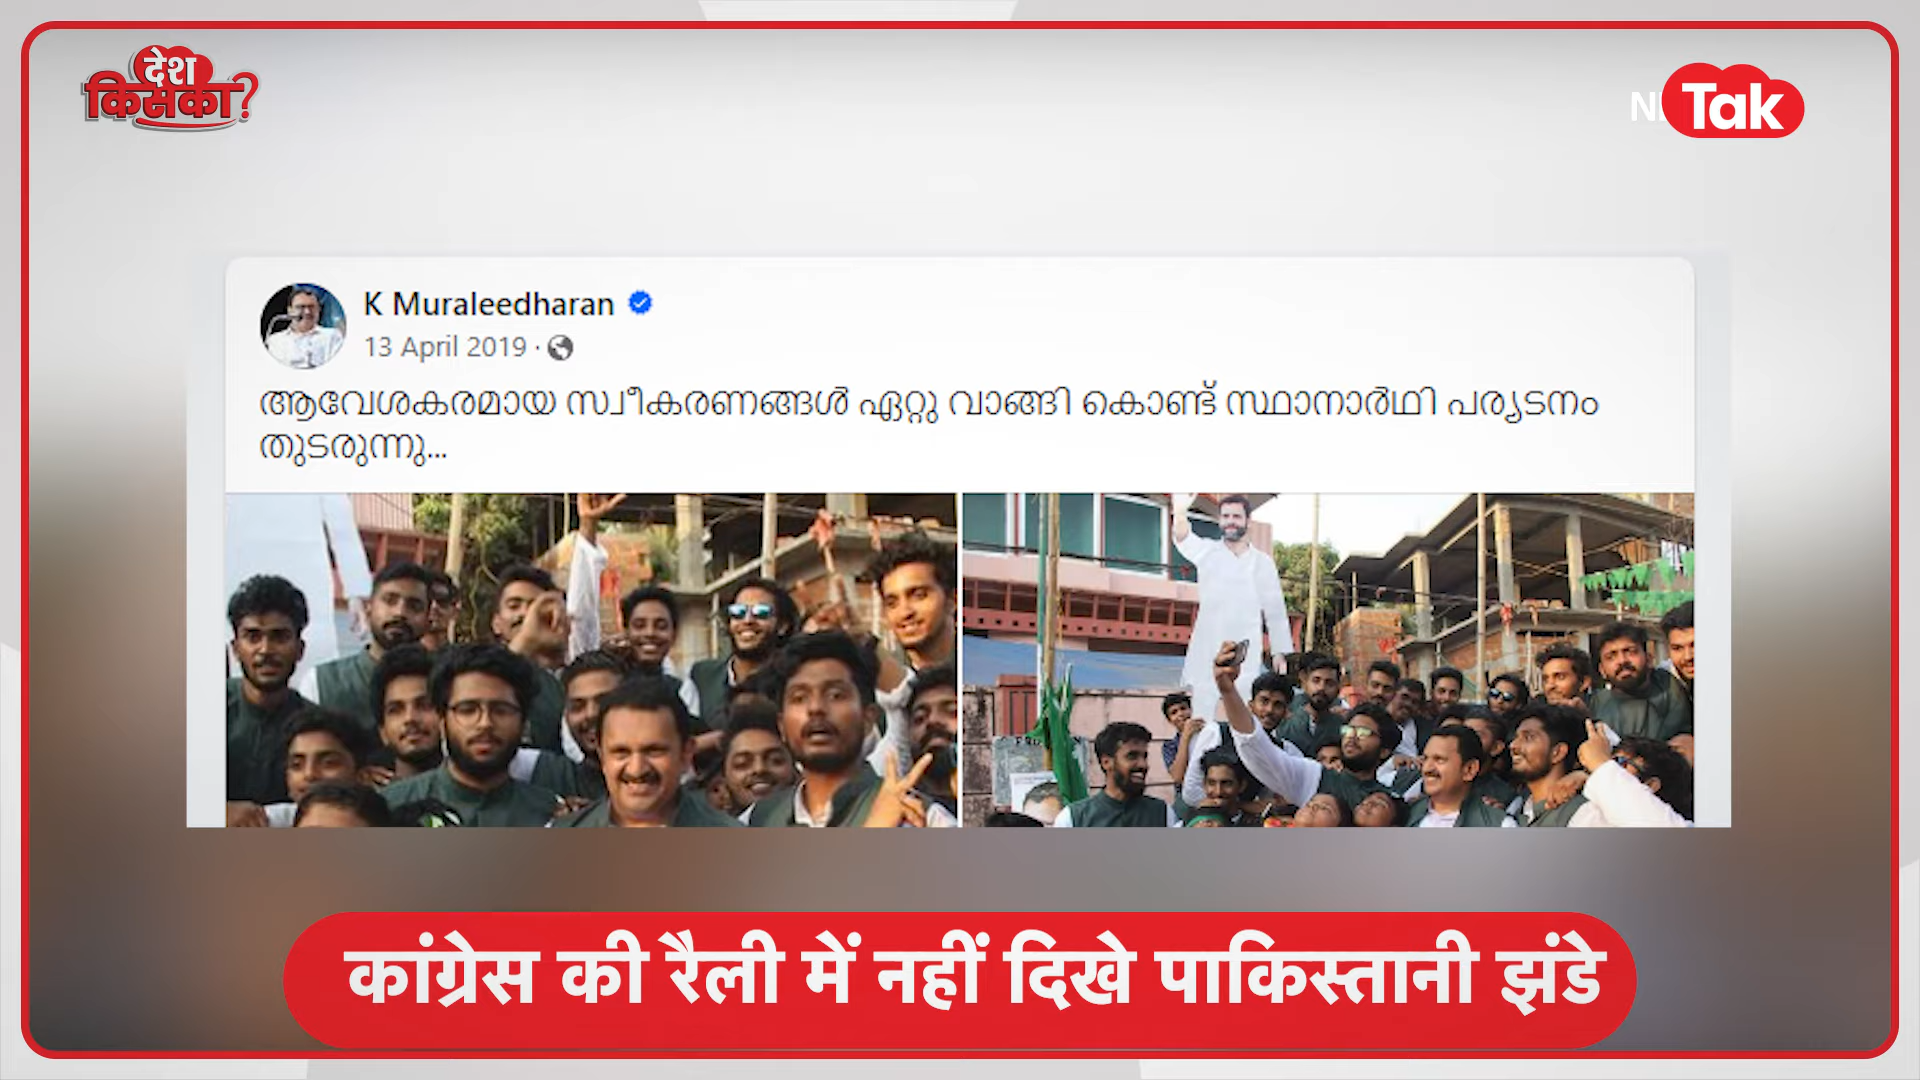 देश
किसका?
Tak
K Muraleedharan
13 April 2019
ആവേശകരമായ സ്വീകരണങ്ങൾ ഏറ്റു വാങ്ങി കൊണ്ട് സ്ഥാനാർഥി പര്യടനം
തുടരുന്നു...
कांग्रेस की रैली में नहीं दिखे पाकिस्तानी झंडे